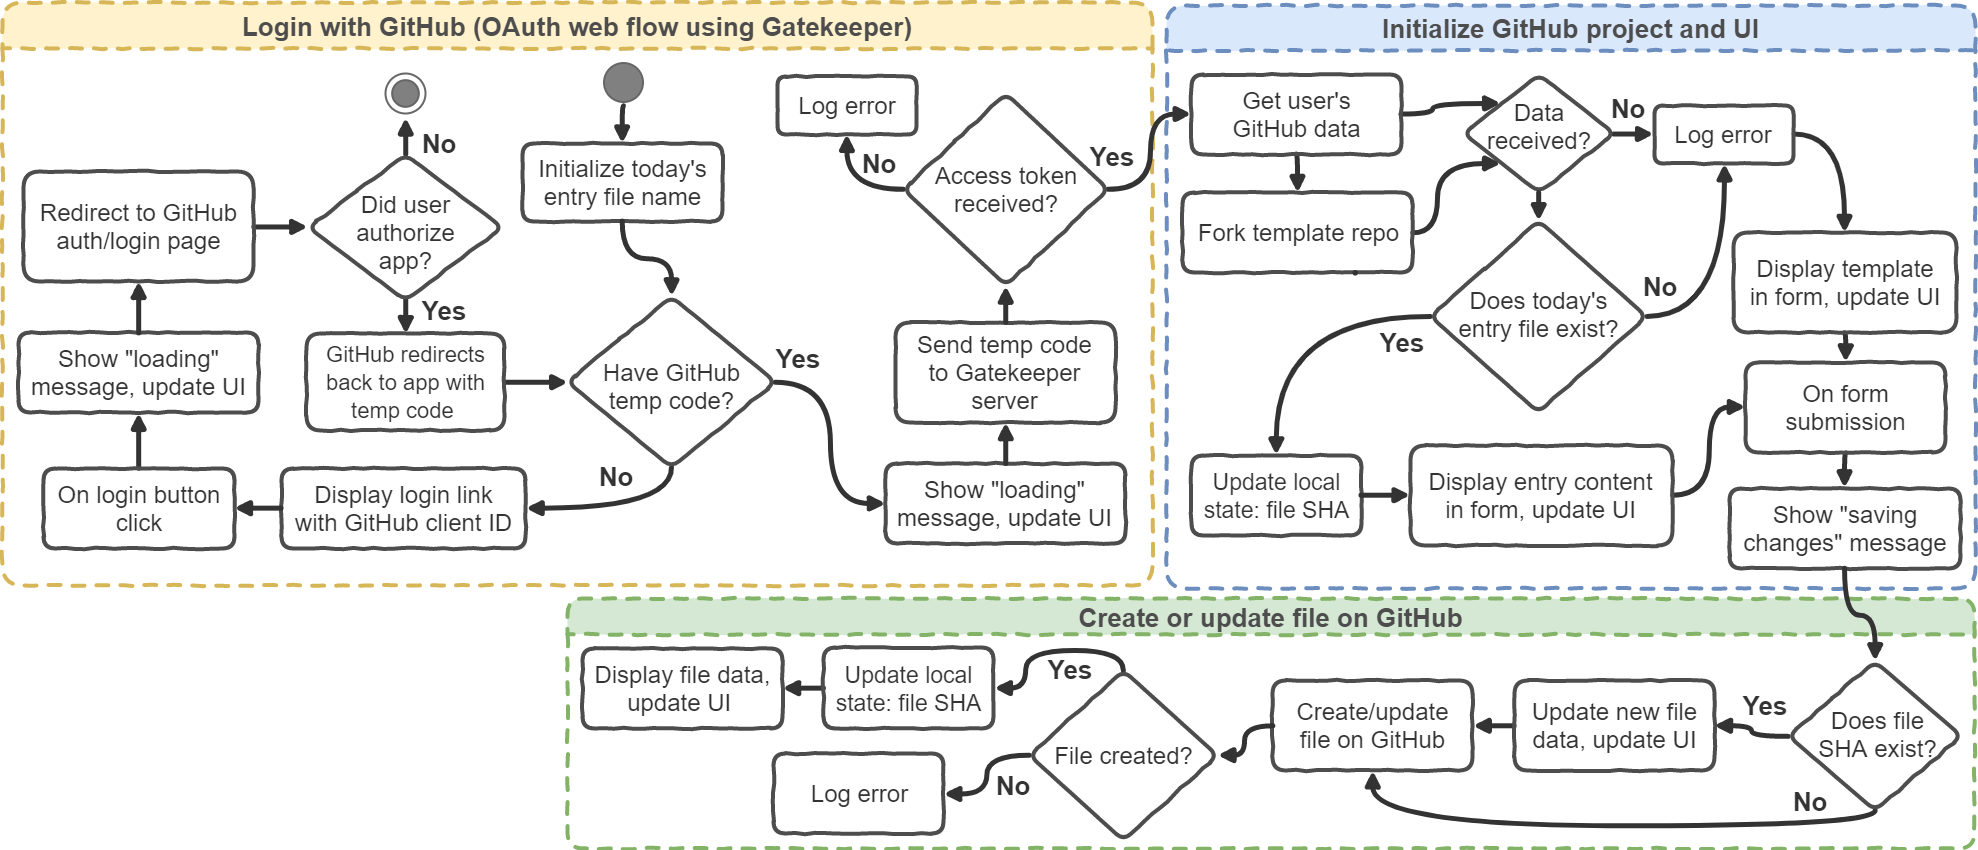 Login with GitHub (OAuth web flow using Gatekeeper)
No
Redirect to GitHub
auth/login page
Did user
authorize
app?
Yes
Show "loading"
message, update UI
GitHub redirects
back to app with
temp code
On login button
click
Display login link
with GitHub client ID
No
Initialize today's
entry file name
Have GitHub
temp code?
Yes
Log error
No
Access token
received?
Yes
Send temp code
to Gatekeeper
server
Show "loading"
message, update UI
Initialize GitHub project and UI
Get user's
GitHub data
Fork template repo
Data
received?
No
Log error
Does today's
entry file exist?
No
Yes
Display template
in form, update UI
On form
submission
Update local
state: file SHA
Display entry content
in form, update UI
Show "saving
changes" message
Create or update file on GitHub
Display file data,
update UI
Update local
state: file SHA
Yes
File created?
No
Log error
Create/update
file on GitHub
Update new file
data, update UI
Yes
Does file
SHA exist?
No